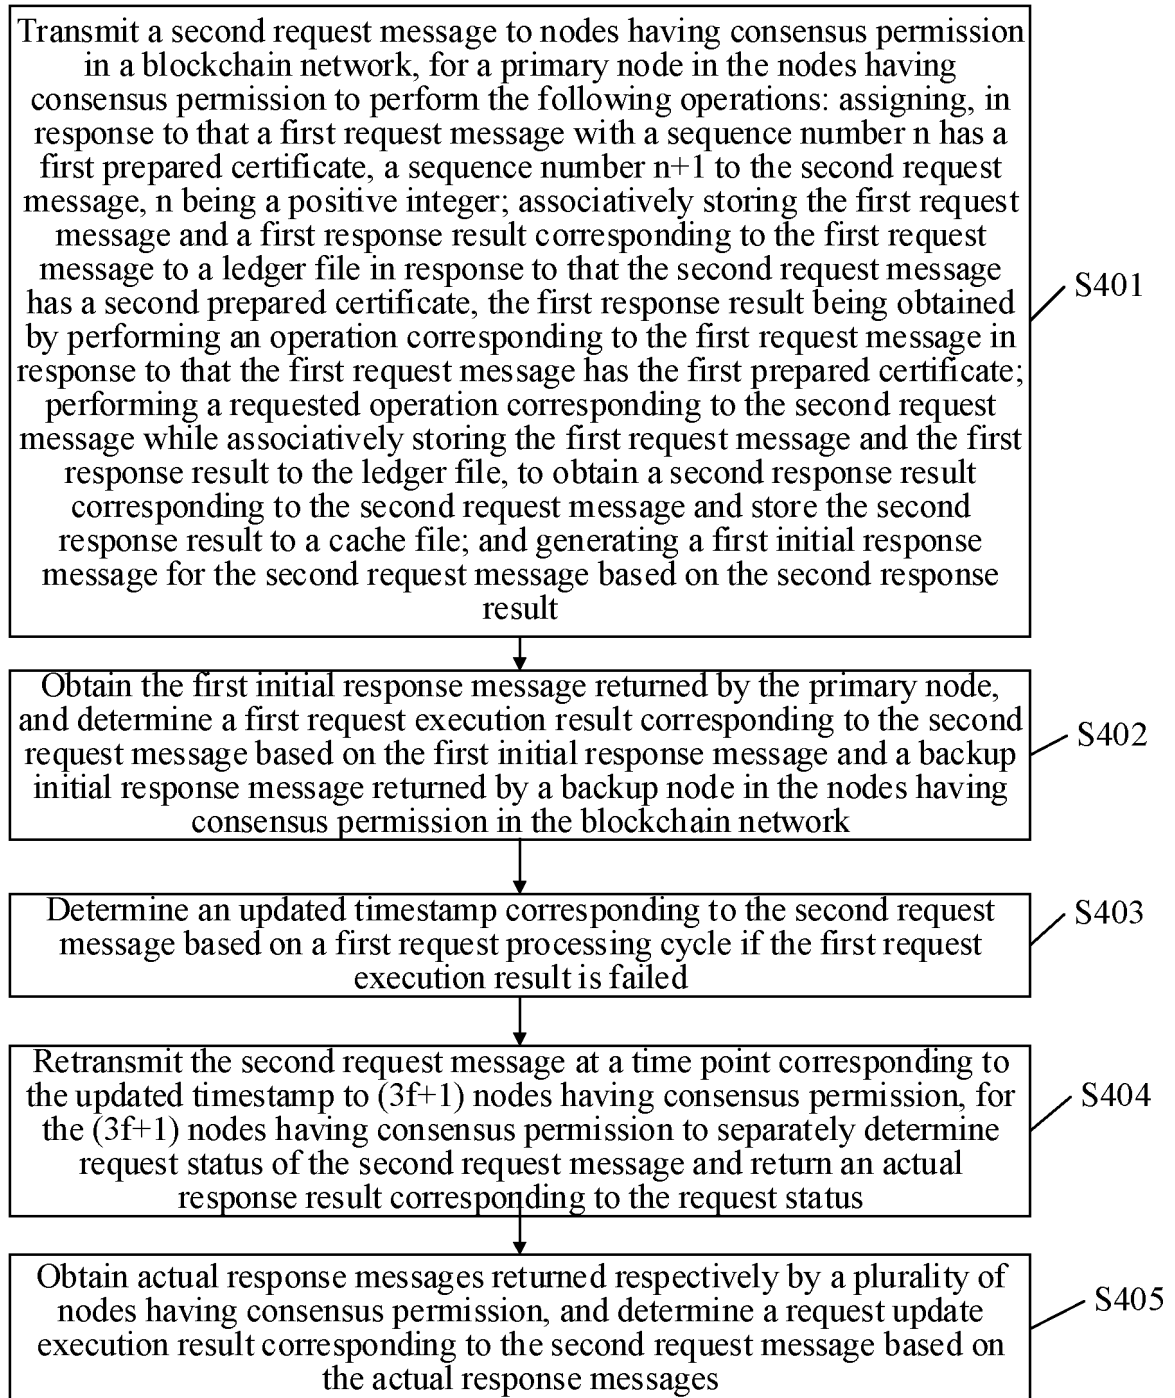 Transmit a second request message to nodes having consensus permission
in a blockchain network, for a primary node in the nodes having
consensus permission to perform the following operations: assigning, in
response to that a first request message with a sequence number n has a
first prepared certificate, a sequence number n+1 to the second request
message, n being a positive integer; associatively storing the first request
message and a first response result corresponding to the first request
message to a ledger file in response to that the second request message
has a second prepared certificate, the first response result being obtained
by performing an operation corresponding to the first request message in
response to that the first request message has the first prepared certificate;
performing a requested operation corresponding to the second request
message while associatively storing the first request message and the first
response result to the ledger file, to obtain a second response result
corresponding to the second request message and store the second
response result to a cache file; and generating a first initial response
message for the second request message based on the second response
result
S401
Obtain the first initial response message returned by the primary node,
and determine a first request execution result corresponding to the second
request message based on the first initial response message and a backup
initial response message returned by a backup node in the nodes having
consensus permission in the blockchain network
S402
Determine an updated timestamp corresponding to the second request
message based on a first request processing cycle if the first request
execution result is failed
S403
Retransmit the second request message at a time point corresponding to
the updated timestamp to (3f+1) nodes having consensus permission, for
the (3f+1) nodes having consensus permission to separately determine
request status of the second request message and return an actual
response result corresponding to the request status
S404
Obtain actual response messages returned respectively by a plurality of
nodes having consensus permission, and determine a request update
execution result corresponding to the second request message based on
the actual response messages
S405